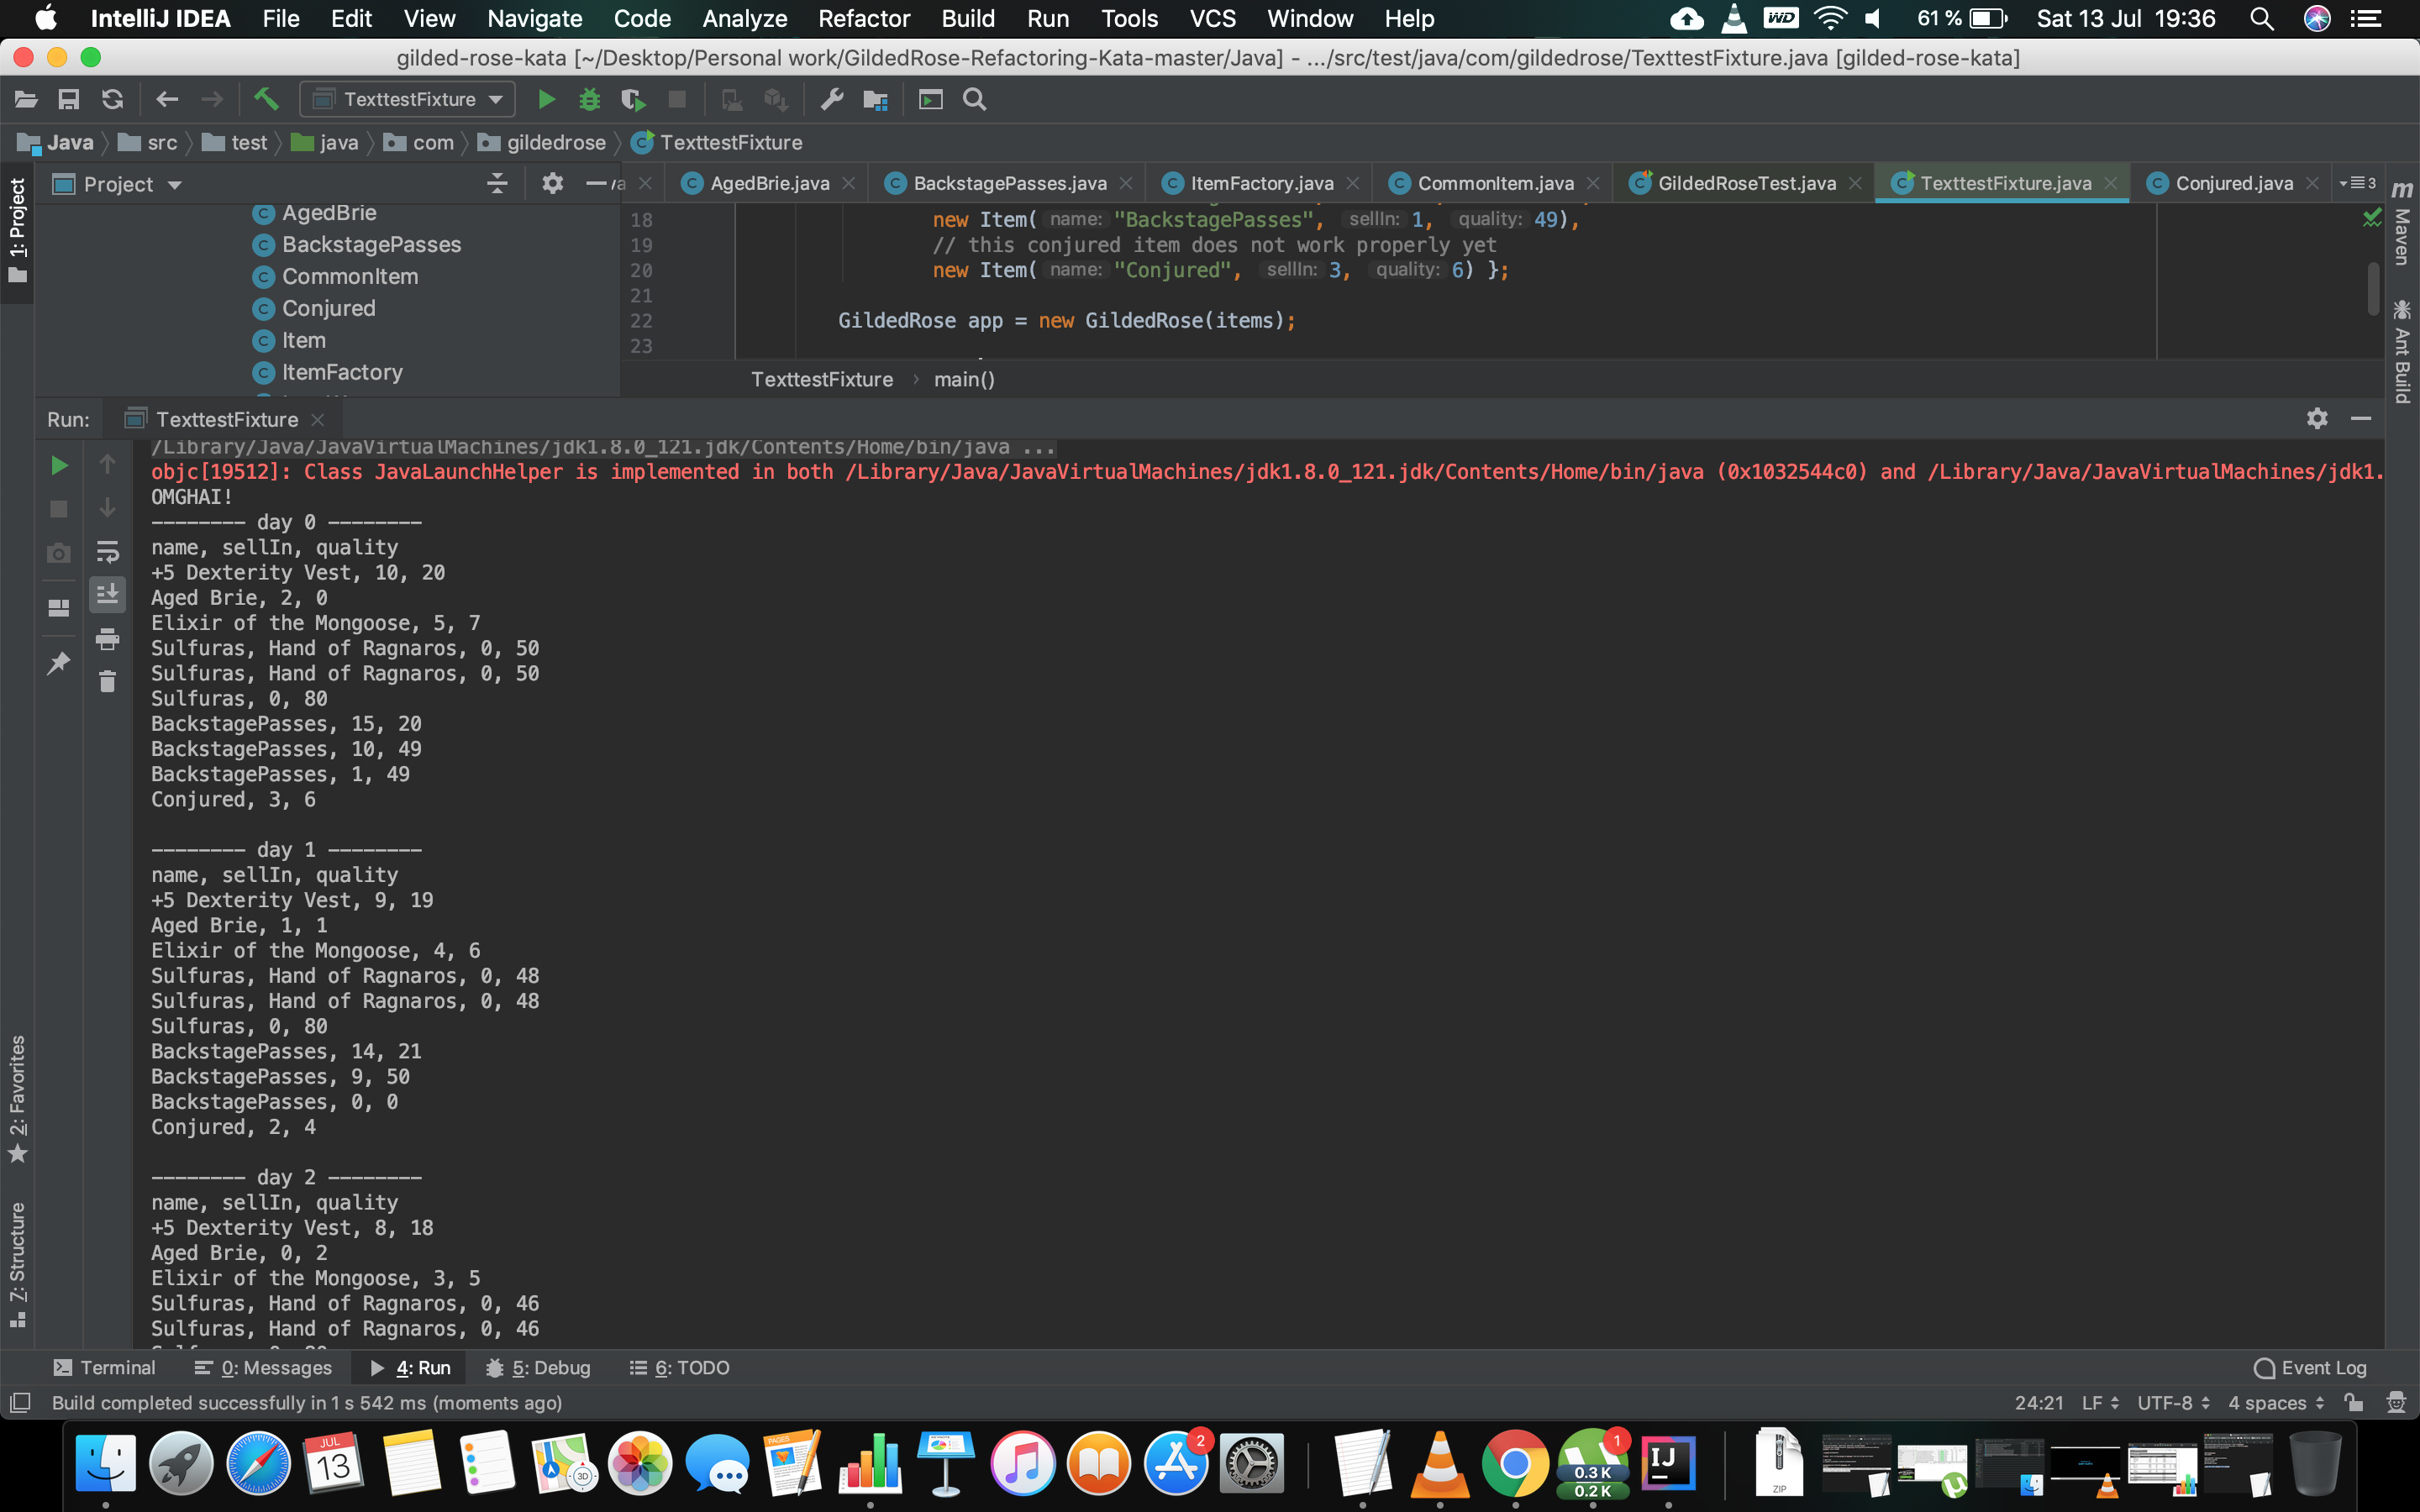 IntelliJ IDEA File Edit View Navigate Code Analyze Refactor Build Run Tools VCS Window Help WD 61 % Sat 13 Jul 19:36
gilded-rose-kata [~/Desktop/Personal work/GildedRose-Refactoring-Kata-master/Java] - .../src/test/java/com/gildedrose/TexttestFixture.java [gilded-rose-kata]
TexttestFixture
Java src test java com gildedrose TexttestFixture
1: Project
Project
AgedBrie.java BackstagePasses.java ItemFactory.java CommonItem.java GildedRoseTest.java TexttestFixture.java Conjured.java 3
Maven
Ant Build
AgedBrie
BackstagePasses
CommonItem
Conjured
Item
ItemFactory
18 new Item( name: "BackstagePasses", sellIn: 1, quality: 49),
19 // this conjured item does not work properly yet
20 new Item( name: "Conjured", sellIn: 3, quality: 6) };
21
22 GildedRose app = new GildedRose(items);
23
TexttestFixture › main()
Run: TexttestFixture
/Library/Java/JavaVirtualMachines/jdk1.8.0_121.jdk/Contents/Home/bin/java ...
objc[19512]: Class JavaLaunchHelper is implemented in both /Library/Java/JavaVirtualMachines/jdk1.8.0_121.jdk/Contents/Home/bin/java (0x1032544c0) and /Library/Java/JavaVirtualMachines/jdk1.
OMGHAI!
-------- day 0 --------
name, sellIn, quality
+5 Dexterity Vest, 10, 20
Aged Brie, 2, 0
Elixir of the Mongoose, 5, 7
Sulfuras, Hand of Ragnaros, 0, 50
Sulfuras, Hand of Ragnaros, 0, 50
Sulfuras, 0, 80
BackstagePasses, 15, 20
BackstagePasses, 10, 49
BackstagePasses, 1, 49
Conjured, 3, 6
-------- day 1 --------
name, sellIn, quality
+5 Dexterity Vest, 9, 19
Aged Brie, 1, 1
Elixir of the Mongoose, 4, 6
Sulfuras, Hand of Ragnaros, 0, 48
Sulfuras, Hand of Ragnaros, 0, 48
Sulfuras, 0, 80
BackstagePasses, 14, 21
BackstagePasses, 9, 50
BackstagePasses, 0, 0
Conjured, 2, 4
-------- day 2 --------
name, sellIn, quality
+5 Dexterity Vest, 8, 18
Aged Brie, 0, 2
Elixir of the Mongoose, 3, 5
Sulfuras, Hand of Ragnaros, 0, 46
Sulfuras, Hand of Ragnaros, 0, 46
2: Favorites
7: Structure
Terminal 0: Messages 4: Run 5: Debug 6: TODO Event Log
Build completed successfully in 1 s 542 ms (moments ago) 24:21 LF UTF-8 4 spaces
JUL
13
PAGES
3D
2
1
0.3 K
0.2 K
IJ
ZIP